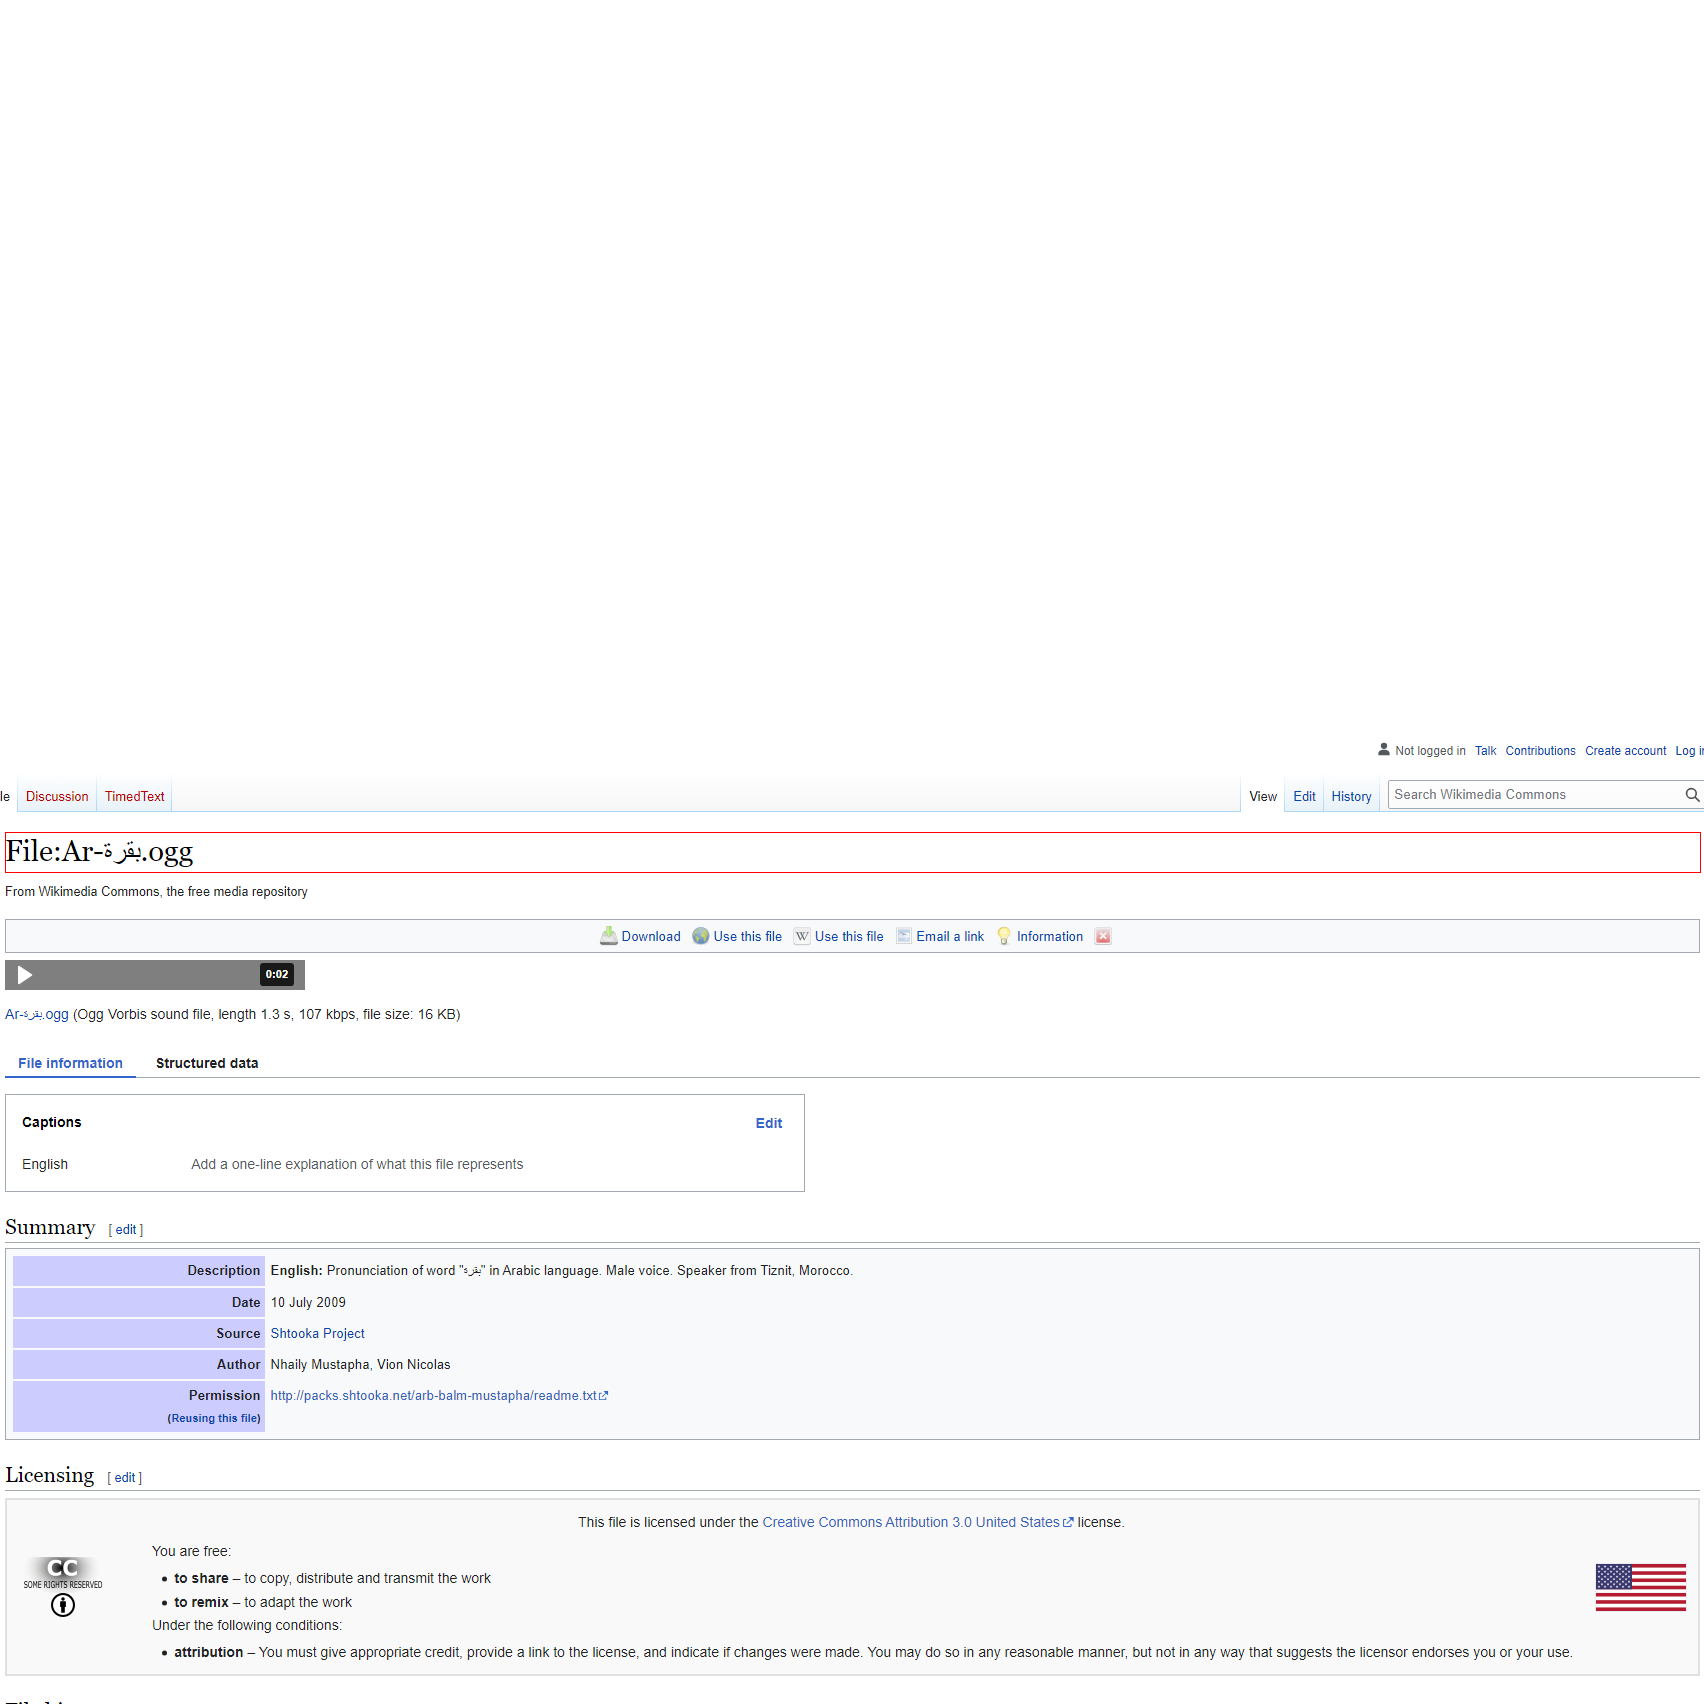 Not logged in Talk Contributions Create account Log in
le Discussion TimedText View Edit History Search Wikimedia Commons
File:Ar-بقرة.ogg
From Wikimedia Commons, the free media repository
Download Use this file Use this file Email a link Information
0:02
Ar-بقرة.ogg (Ogg Vorbis sound file, length 1.3 s, 107 kbps, file size: 16 KB)
File information Structured data
Captions Edit
English Add a one-line explanation of what this file represents
Summary [ edit ]
Description English: Pronunciation of word "بقرة" in Arabic language. Male voice. Speaker from Tiznit, Morocco.
Date 10 July 2009
Source Shtooka Project
Author Nhaily Mustapha, Vion Nicolas
Permission http://packs.shtooka.net/arb-balm-mustapha/readme.txt
(Reusing this file)
Licensing [ edit ]
This file is licensed under the Creative Commons Attribution 3.0 United States license.
CC
SOME RIGHTS RESERVED
You are free:
• to share – to copy, distribute and transmit the work
• to remix – to adapt the work
Under the following conditions:
• attribution – You must give appropriate credit, provide a link to the license, and indicate if changes were made. You may do so in any reasonable manner, but not in any way that suggests the licensor endorses you or your use.